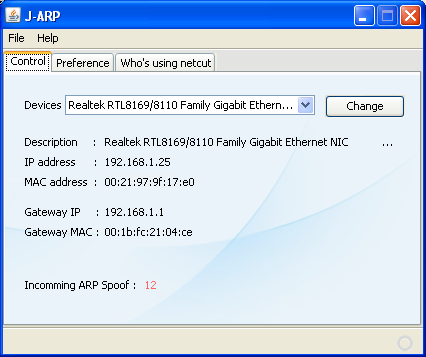 J-ARP
File Help
Control Preference Who's using netcut
Devices Realtek RTL8169/8110 Family Gigabit Ethern... Change
Description : Realtek RTL8169/8110 Family Gigabit Ethernet NIC ...
IP address : 192.168.1.25
MAC address : 00:21:97:9f:17:e0
Gateway IP : 192.168.1.1
Gateway MAC : 00:1b:fc:21:04:ce
Incomming ARP Spoof : 12